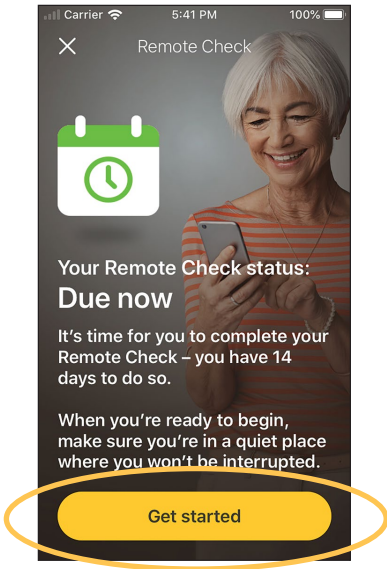 Carrier 5:41 PM 100%
Remote Check
Your Remote Check status:
Due now
It’s time for you to complete your
Remote Check – you have 14
days to do so.
When you’re ready to begin,
make sure you’re in a quiet place
where you won’t be interrupted.
Get started